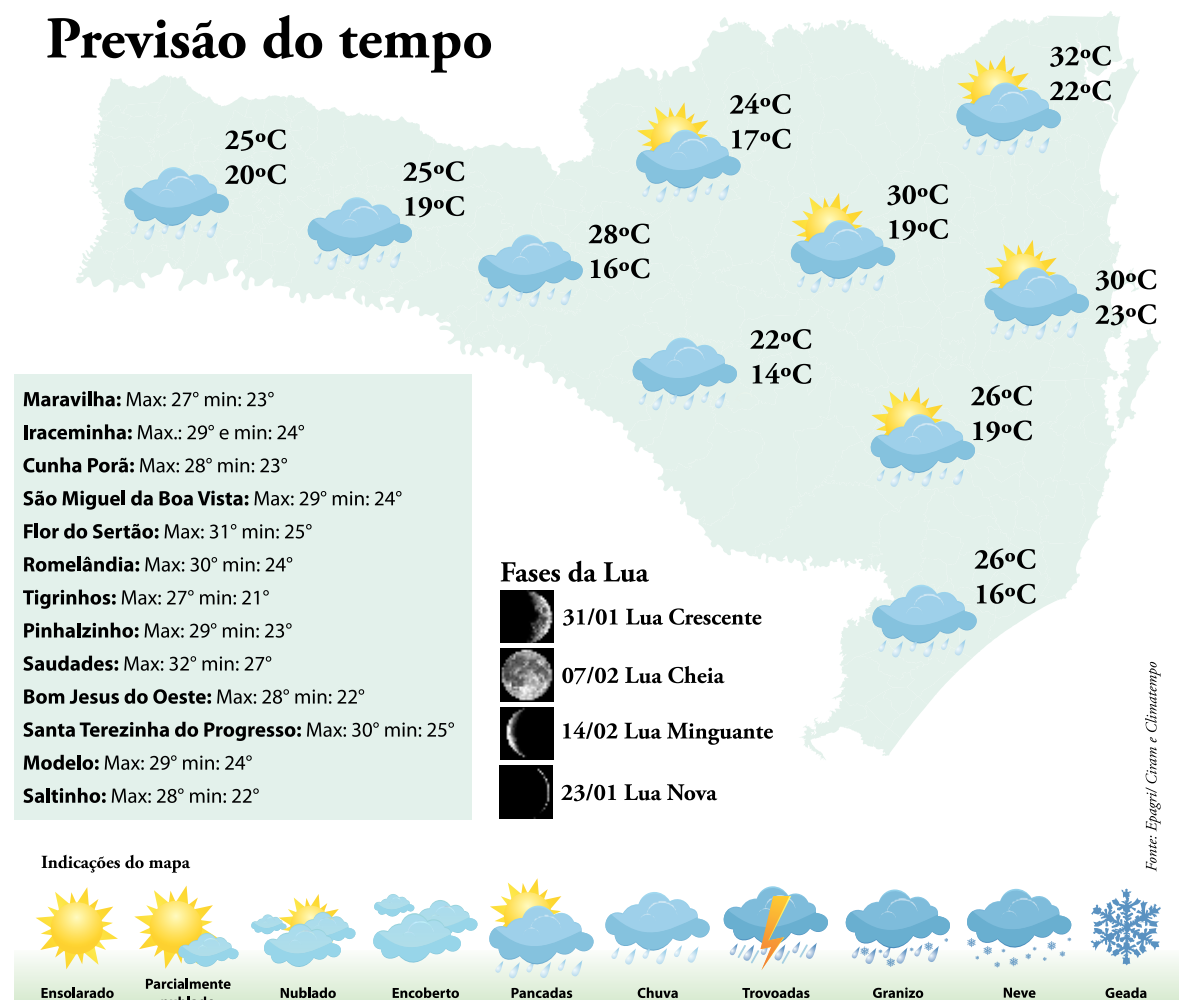 Previsão do tempo
32ºC
22ºC
24ºC
17ºC
25ºC
20ºC
25ºC
19ºC
30ºC
19ºC
28ºC
16ºC
30ºC
23ºC
22ºC
14ºC
26ºC
19ºC
26ºC
16ºC
Maravilha: Max: 27° min: 23°
Iraceminha: Max.: 29° e min: 24°
Cunha Porã: Max: 28° min: 23°
São Miguel da Boa Vista: Max: 29° min: 24°
Flor do Sertão: Max: 31° min: 25°
Romelândia: Max: 30° min: 24°
Tigrinhos: Max: 27° min: 21°
Pinhalzinho: Max: 29° min: 23°
Saudades: Max: 32° min: 27°
Bom Jesus do Oeste: Max: 28° min: 22°
Santa Terezinha do Progresso: Max: 30° min: 25°
Modelo: Max: 29° min: 24°
Saltinho: Max: 28° min: 22°
Fases da Lua
31/01 Lua Crescente
07/02 Lua Cheia
14/02 Lua Minguante
23/01 Lua Nova
Fonte: Epagri/ Ciram e Climatempo
Indicações do mapa
Ensolarado
Parcialmente
Nublado
Encoberto
Pancadas
Chuva
Trovoadas
Granizo
Neve
Geada